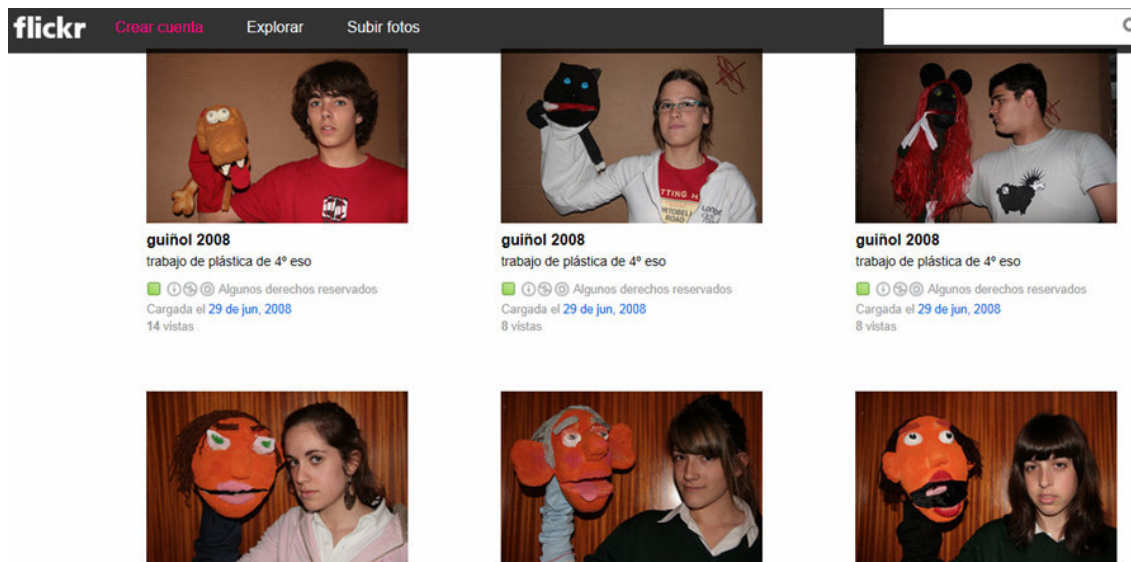 flickr Crear cuenta Explorar Subir fotos
TTING H
RTOBELL
ROAD
guiñol 2008
trabajo de plástica de 4º eso
Algunos derechos reservados
Cargada el 29 de jun, 2008
14 vistas
guiñol 2008
trabajo de plástica de 4º eso
Algunos derechos reservados
Cargada el 29 de jun, 2008
8 vistas
guiñol 2008
trabajo de plástica de 4º eso
Algunos derechos reservados
Cargada el 29 de jun, 2008
8 vistas